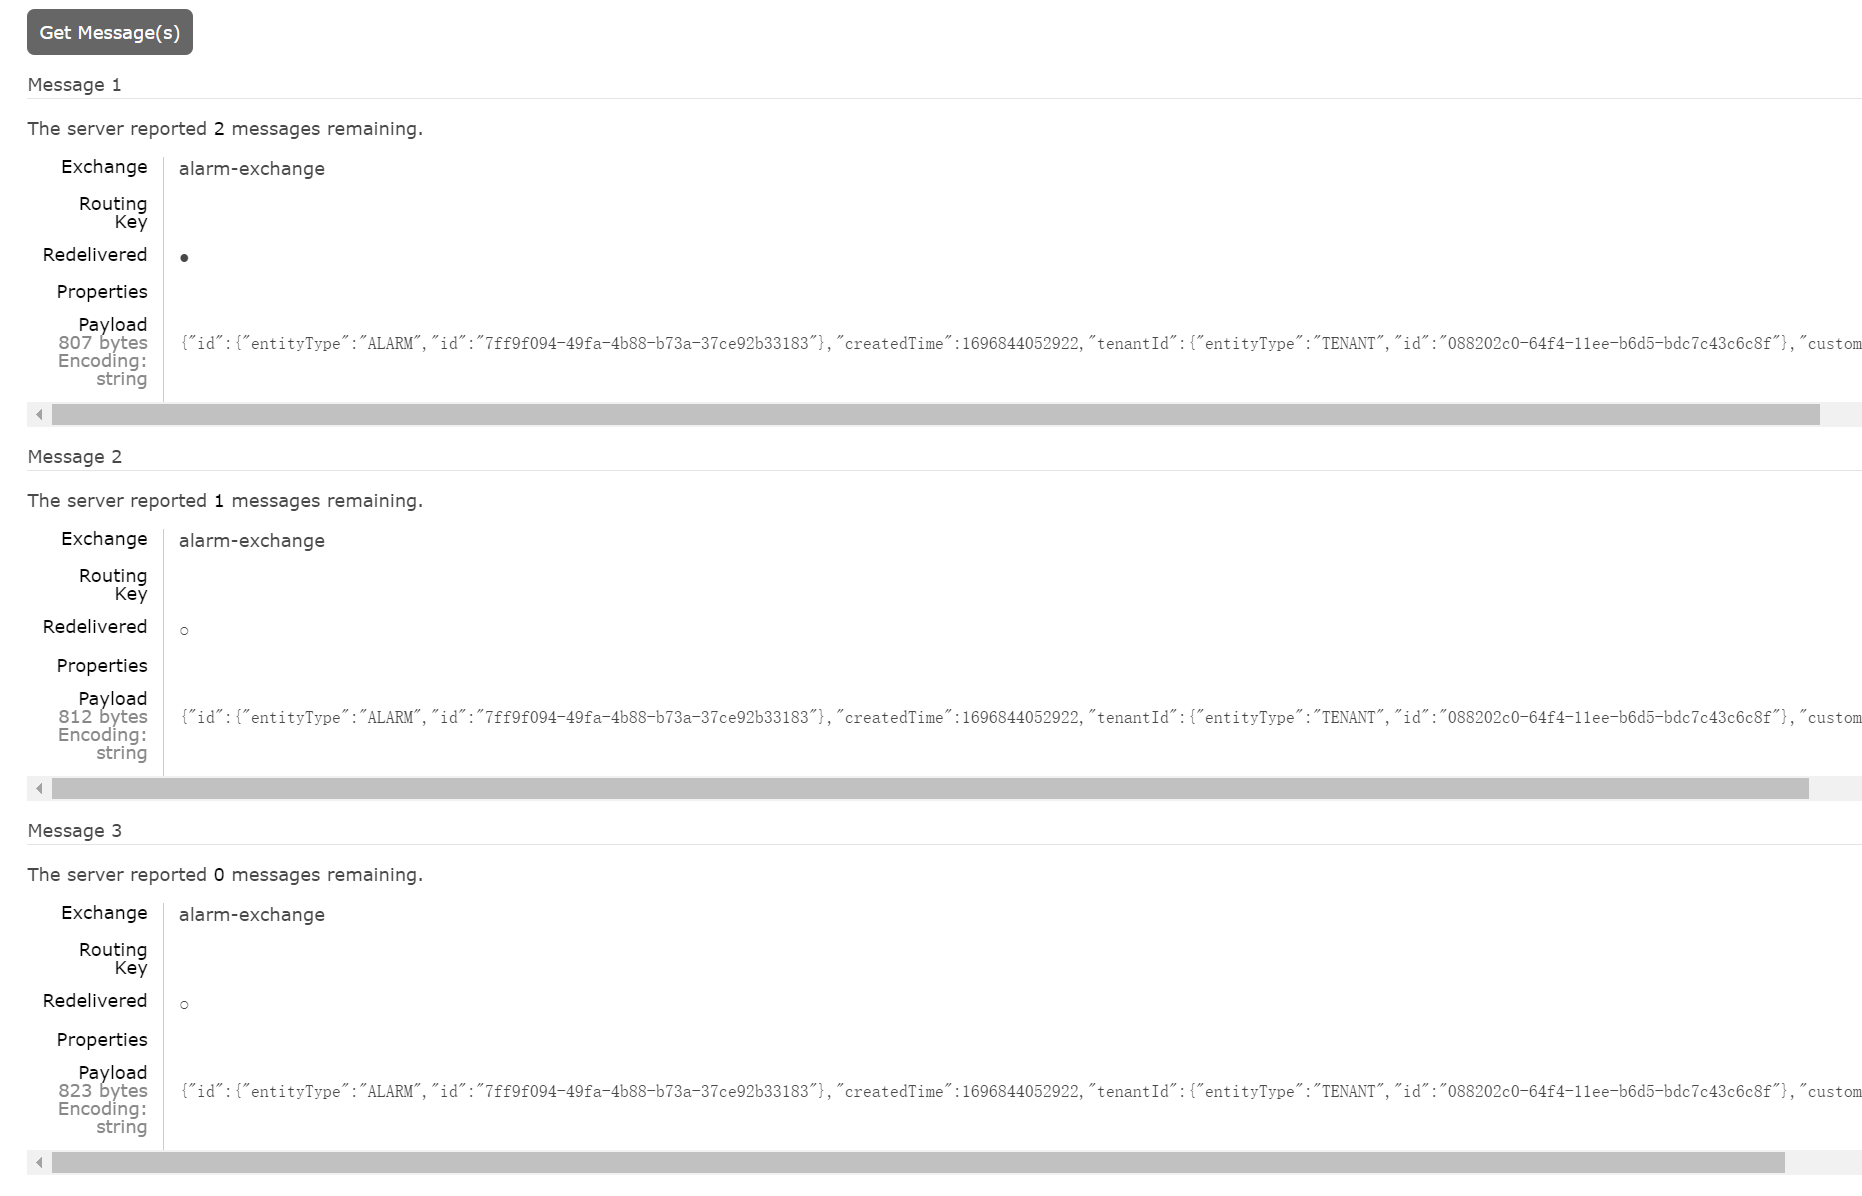 Get Message(s)
Message 1
The server reported 2 messages remaining.
Exchange alarm-exchange
Routing
Key
Redelivered ●
Properties
Payload
807 bytes
Encoding:
string
{"id":{"entityType":"ALARM","id":"7ff9f094-49fa-4b88-b73a-37ce92b33183"},"createdTime":1696844052922,"tenantId":{"entityType":"TENANT","id":"088202c0-64f4-11ee-b6d5-bdc7c43c6c8f"},"custom
Message 2
The server reported 1 messages remaining.
Exchange alarm-exchange
Routing
Key
Redelivered ○
Properties
Payload
812 bytes
Encoding:
string
{"id":{"entityType":"ALARM","id":"7ff9f094-49fa-4b88-b73a-37ce92b33183"},"createdTime":1696844052922,"tenantId":{"entityType":"TENANT","id":"088202c0-64f4-11ee-b6d5-bdc7c43c6c8f"},"custom
Message 3
The server reported 0 messages remaining.
Exchange alarm-exchange
Routing
Key
Redelivered ○
Properties
Payload
823 bytes
Encoding:
string
{"id":{"entityType":"ALARM","id":"7ff9f094-49fa-4b88-b73a-37ce92b33183"},"createdTime":1696844052922,"tenantId":{"entityType":"TENANT","id":"088202c0-64f4-11ee-b6d5-bdc7c43c6c8f"},"custom